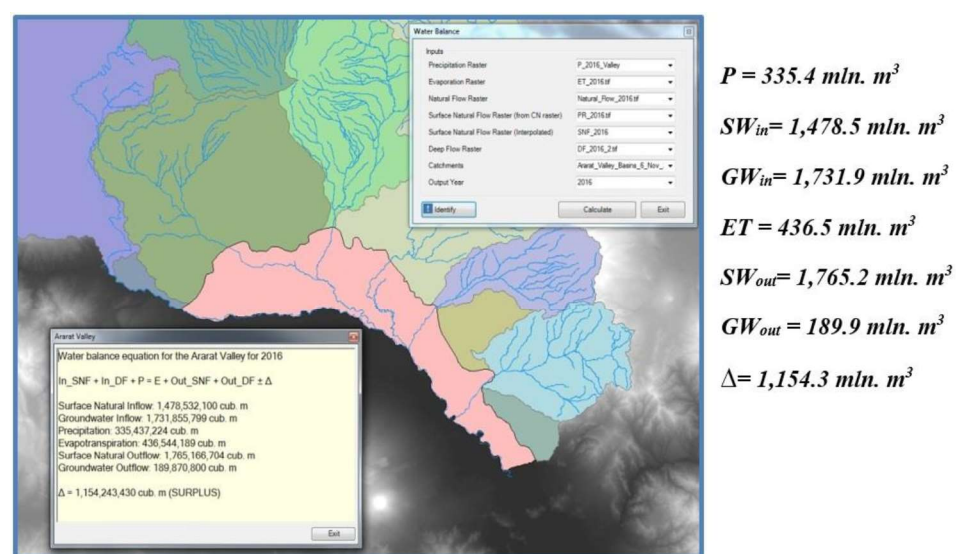 Water Balance
Inputs
Precipitation Raster P_2016_Valley
Evaporation Raster ET_2016.tif
Natural Flow Raster Natural_Flow_2016.tif
Surface Natural Flow Raster (from CN raster) PR_2016.tif
Surface Natural Flow Raster (Interpolated) SNF_2016
Deep Flow Raster DF_2016_2.tif
Catchments Ararat_Valley_Basins_6_Nov_
Output Year 2016
Identify Calculate Exit
Ararat Valley
Water balance equation for the Ararat Valley for 2016
In_SNF + In_DF + P = E + Out_SNF + Out_DF ± Δ
Surface Natural Inflow: 1,478,532,100 cub. m
Groundwater Inflow: 1,731,855,799 cub. m
Precipitation: 335,437,224 cub. m
Evapotranspiration: 436,544,189 cub. m
Surface Natural Outflow: 1,765,166,704 cub. m
Groundwater Outflow: 189,870,800 cub. m
Δ = 1,154,243,430 cub. m (SURPLUS)
Exit
P = 335.4 mln. m³
SWin= 1,478.5 mln. m³
GWin= 1,731.9 mln. m³
ET = 436.5 mln. m³
SWout= 1,765.2 mln. m³
GWout = 189.9 mln. m³
Δ= 1,154.3 mln. m³